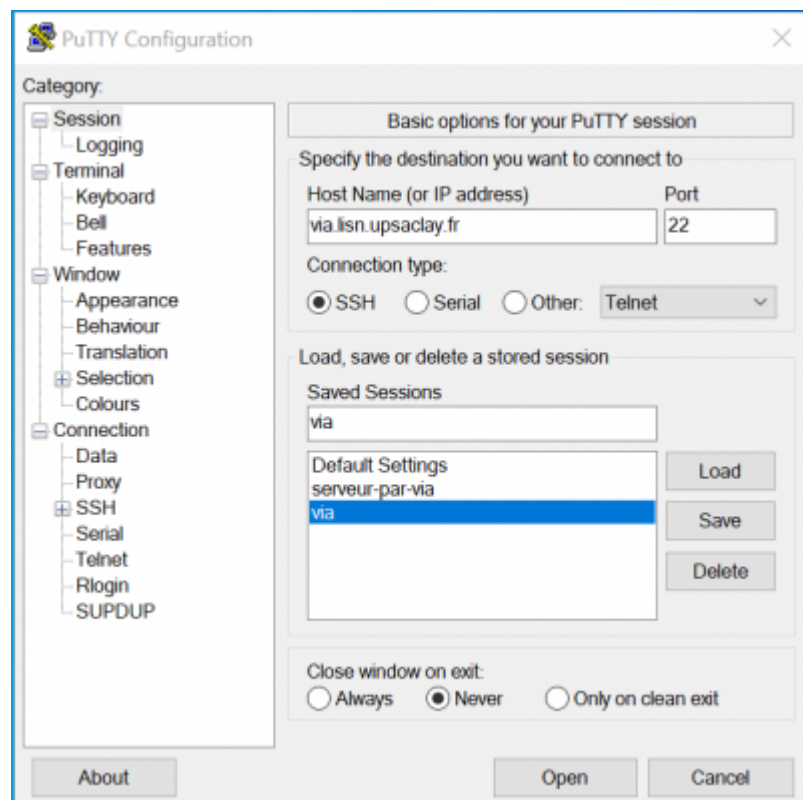 PuTTY Configuration
Category:
Session
Logging
Terminal
Keyboard
Bell
Features
Window
Appearance
Behaviour
Translation
Selection
Colours
Connection
Data
Proxy
SSH
Serial
Telnet
Rlogin
SUPDUP
Basic options for your PuTTY session
Specify the destination you want to connect to
Host Name (or IP address) Port
via.lisn.upsaclay.fr 22
Connection type:
SSH Serial Other: Telnet
Load, save or delete a stored session
Saved Sessions
via
Default Settings
serveur-par-via
via
Load
Save
Delete
Close window on exit:
Always Never Only on clean exit
About Open Cancel